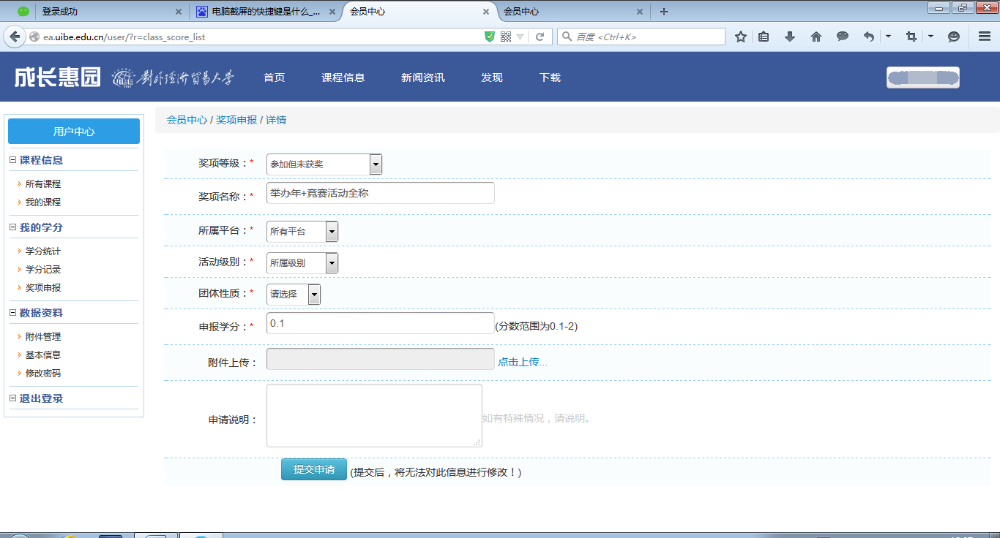 登录成功
电脑截屏的快捷键是什么_...
会员中心
会员中心
ea.uibe.edu.cn/user/?r=class_score_list
百度 <Ctrl+K>
成长惠园 對外經濟貿易大学 首页 课程信息 新闻资讯 发现 下载
用户中心
课程信息
所有课程
我的课程
我的学分
学分统计
学分记录
奖项申报
数据资料
附件管理
基本信息
修改密码
退出登录
会员中心 / 奖项申报 / 详情
奖项等级：* 参加但未获奖
奖项名称：* 举办年+竞赛活动全称
所属平台：* 所有平台
活动级别：* 所属级别
团体性质：* 请选择
申报学分：* 0.1 (分数范围为0.1-2)
附件上传： 点击上传...
申请说明： 如有特殊情况，请说明。
提交申请 (提交后，将无法对此信息进行修改！)